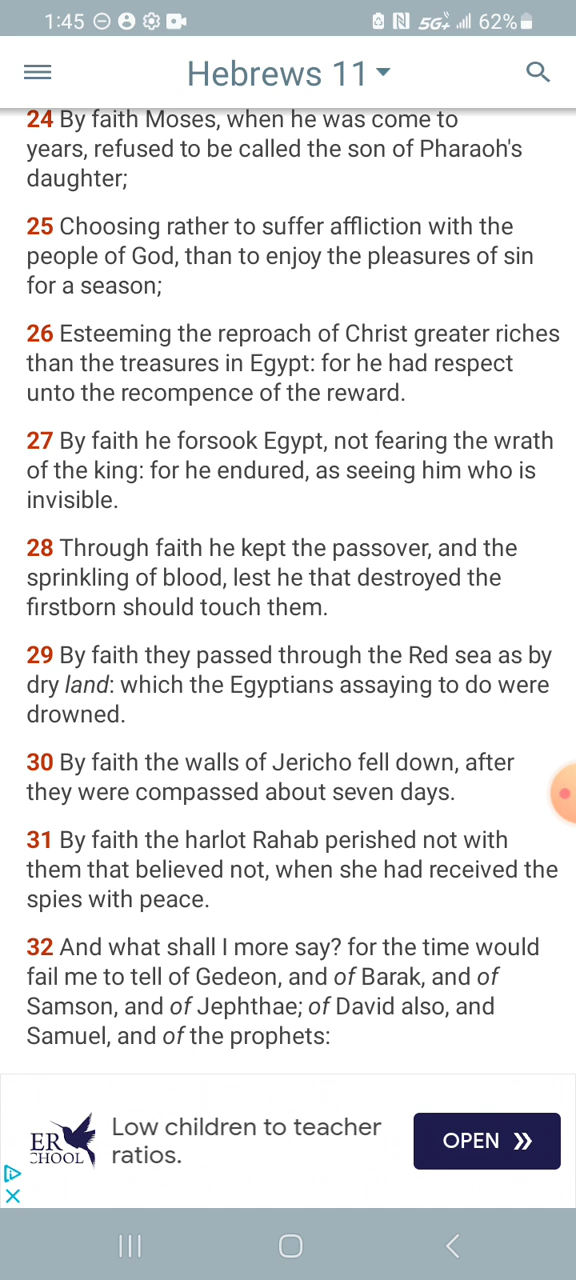 1:45 5G+ 62%
Hebrews 11
24 By faith Moses, when he was come to
years, refused to be called the son of Pharaoh's
daughter;
25 Choosing rather to suffer affliction with the
people of God, than to enjoy the pleasures of sin
for a season;
26 Esteeming the reproach of Christ greater riches
than the treasures in Egypt: for he had respect
unto the recompence of the reward.
27 By faith he forsook Egypt, not fearing the wrath
of the king: for he endured, as seeing him who is
invisible.
28 Through faith he kept the passover, and the
sprinkling of blood, lest he that destroyed the
firstborn should touch them.
29 By faith they passed through the Red sea as by
dry land: which the Egyptians assaying to do were
drowned.
30 By faith the walls of Jericho fell down, after
they were compassed about seven days.
31 By faith the harlot Rahab perished not with
them that believed not, when she had received the
spies with peace.
32 And what shall I more say? for the time would
fail me to tell of Gedeon, and of Barak, and of
Samson, and of Jephthae; of David also, and
Samuel, and of the prophets:
ER
CHOOL
Low children to teacher
ratios.
OPEN